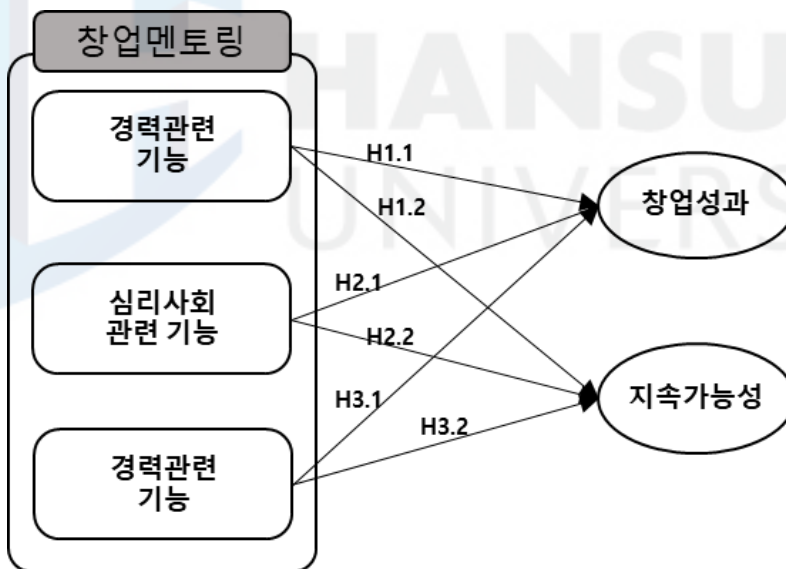 창업멘토링
경력관련
기능
심리사회
관련 기능
경력관련
기능
H1.1
H1.2
H2.1
H2.2
H3.1
H3.2
창업성과
지속가능성
HANSU
UNIVERS